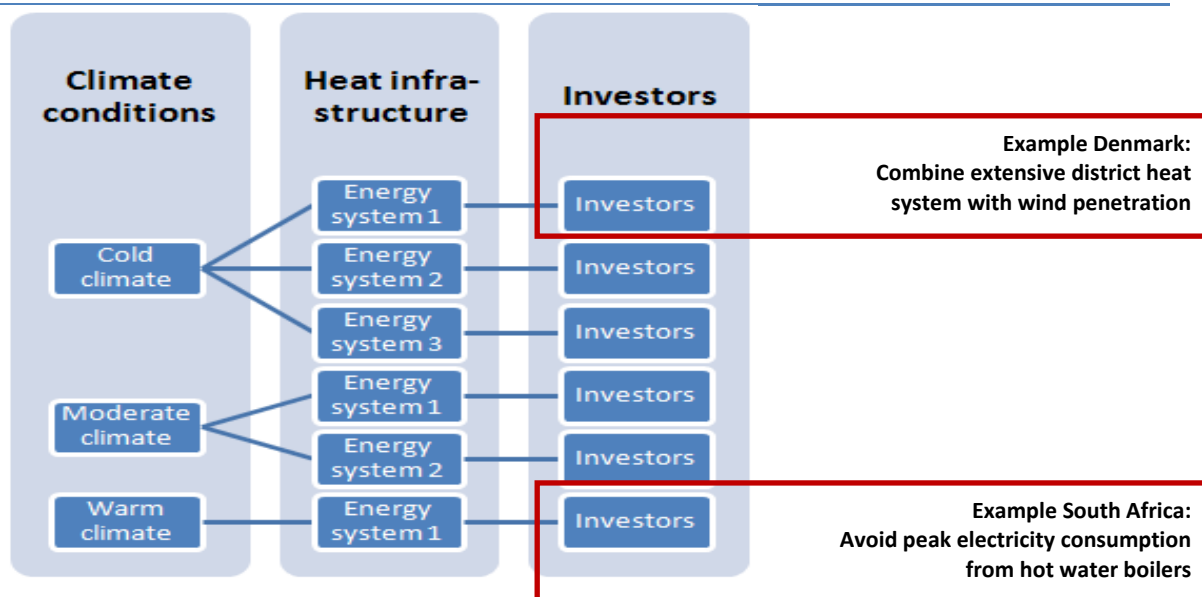 Climate
conditions
Heat infra-
structure
Investors
Example Denmark:
Combine extensive district heat
system with wind penetration
Energy
system 1
Investors
Cold
climate
Energy
system 2
Investors
Energy
system 3
Investors
Moderate
climate
Energy
system 1
Investors
Energy
system 2
Investors
Warm
climate
Energy
system 1
Investors
Example South Africa:
Avoid peak electricity consumption
from hot water boilers